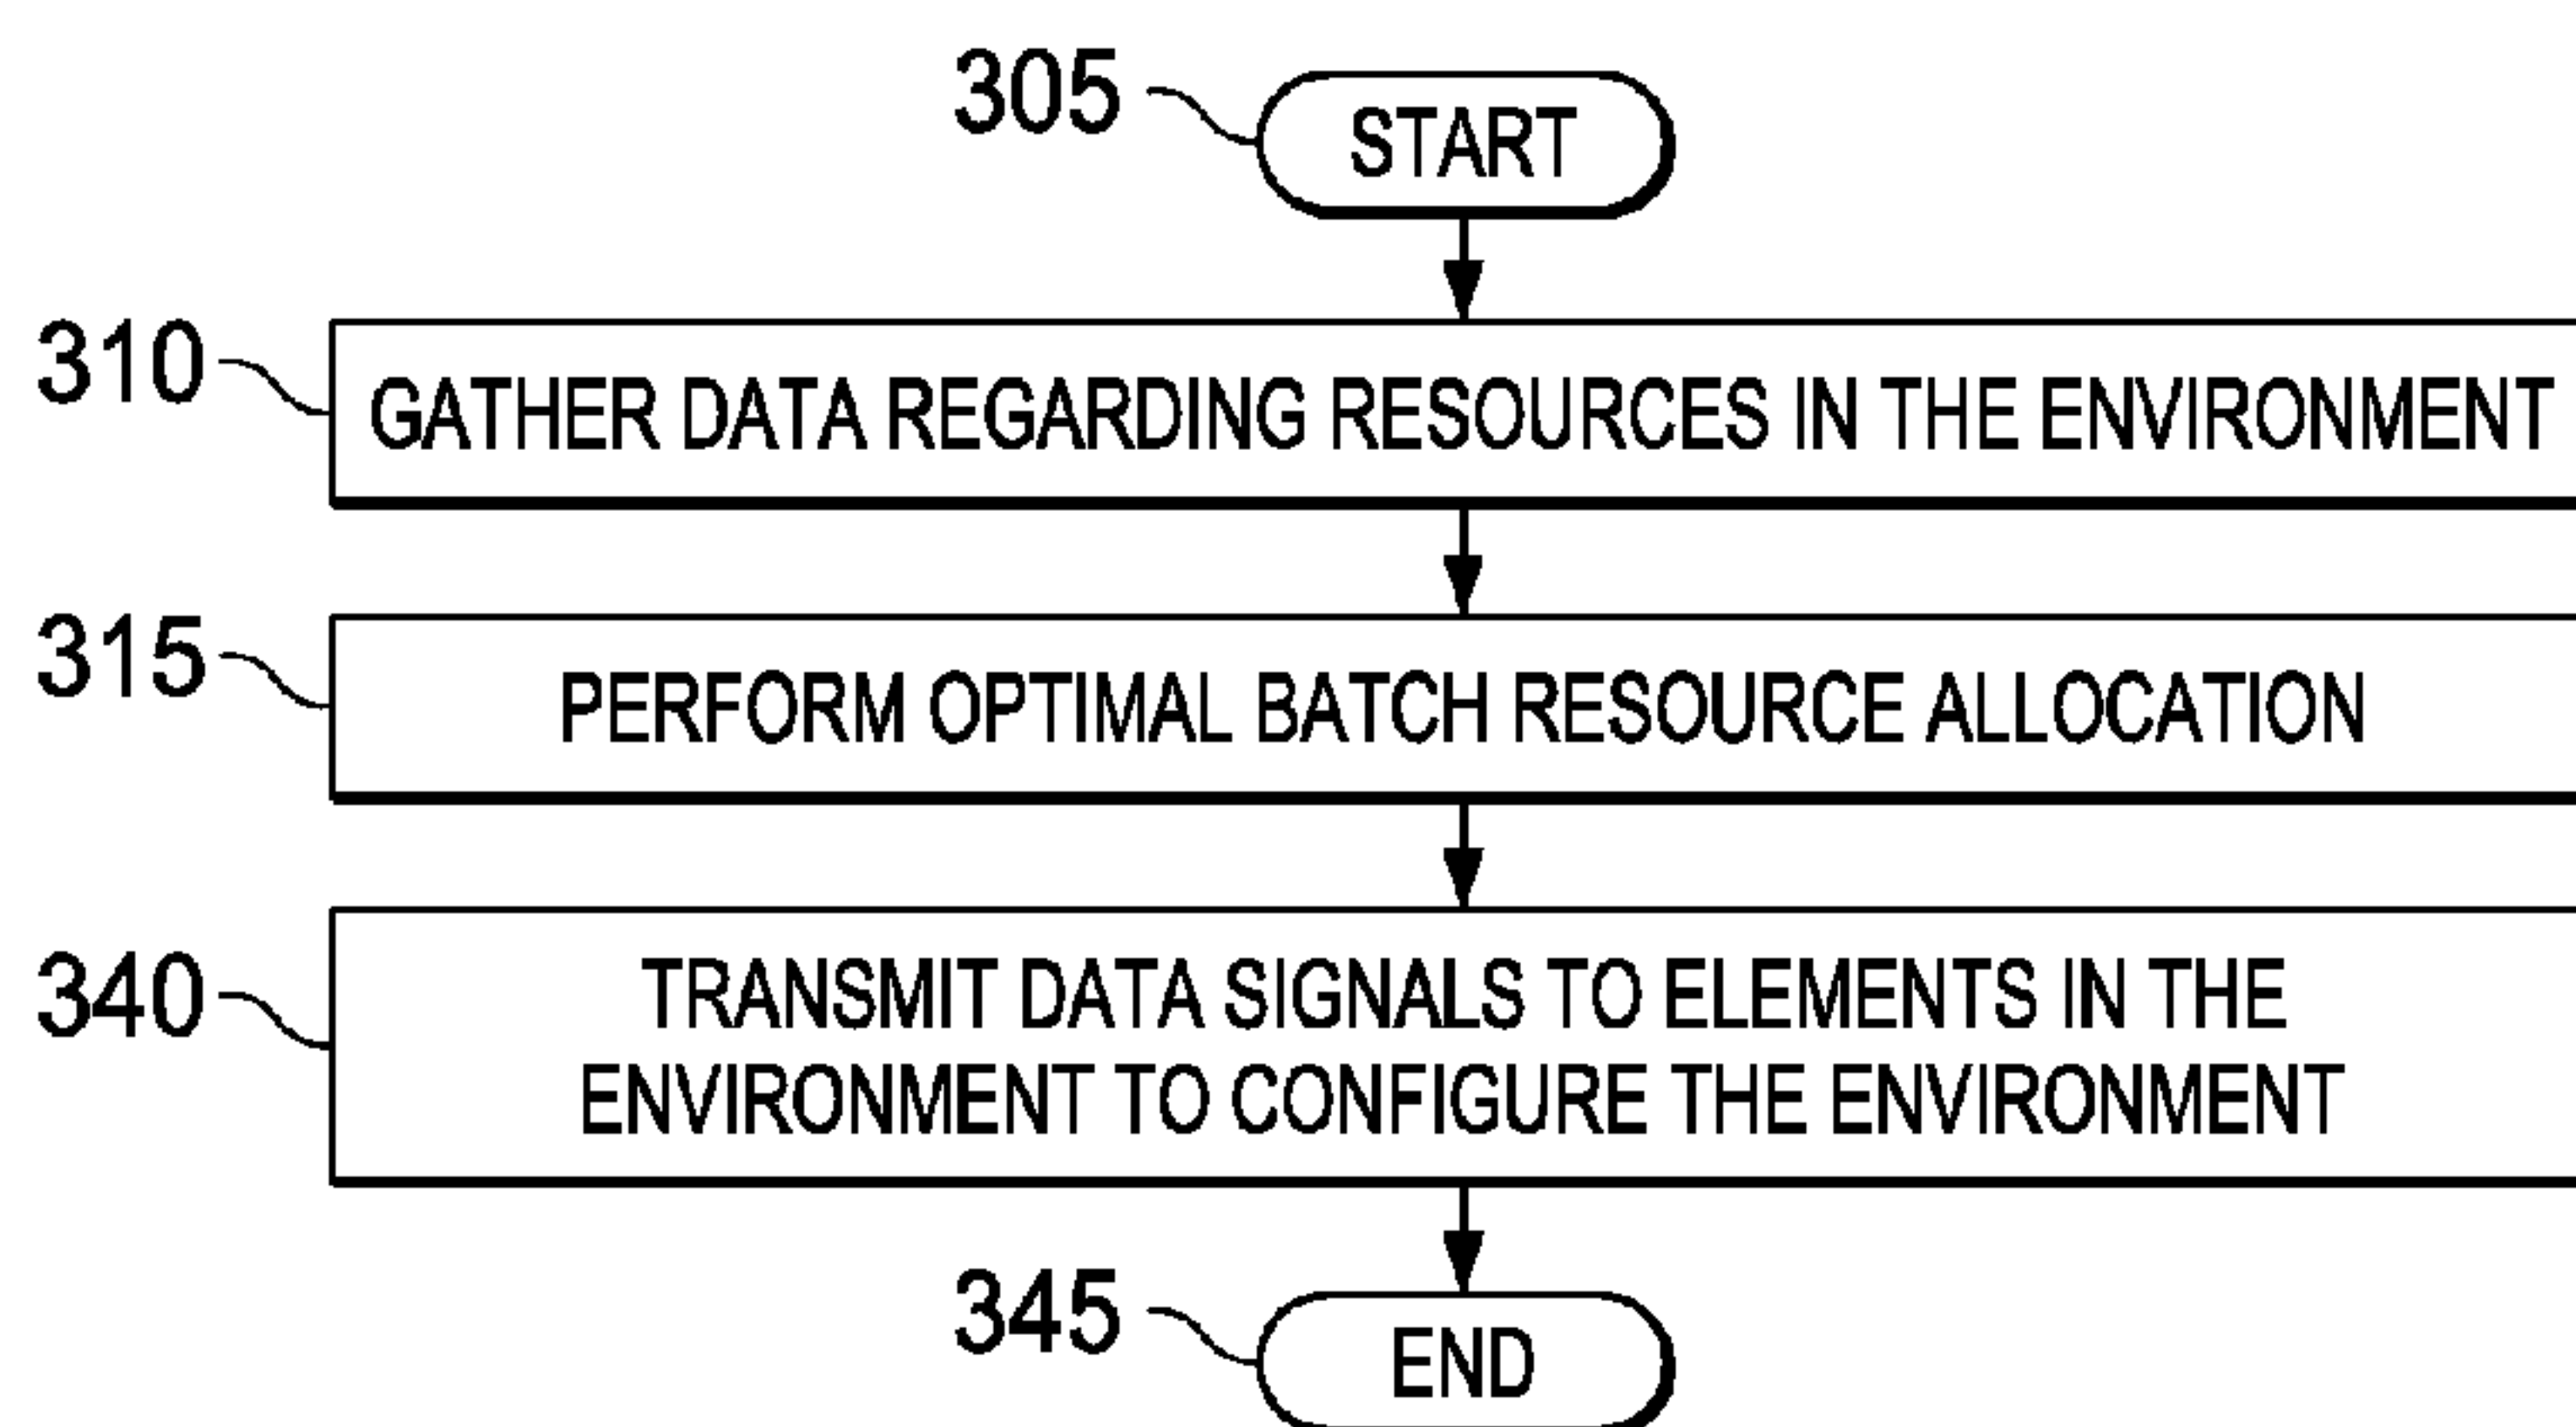 305
START
310
GATHER DATA REGARDING RESOURCES IN THE ENVIRONMENT
315
PERFORM OPTIMAL BATCH RESOURCE ALLOCATION
340
TRANSMIT DATA SIGNALS TO ELEMENTS IN THE
ENVIRONMENT TO CONFIGURE THE ENVIRONMENT
345
END